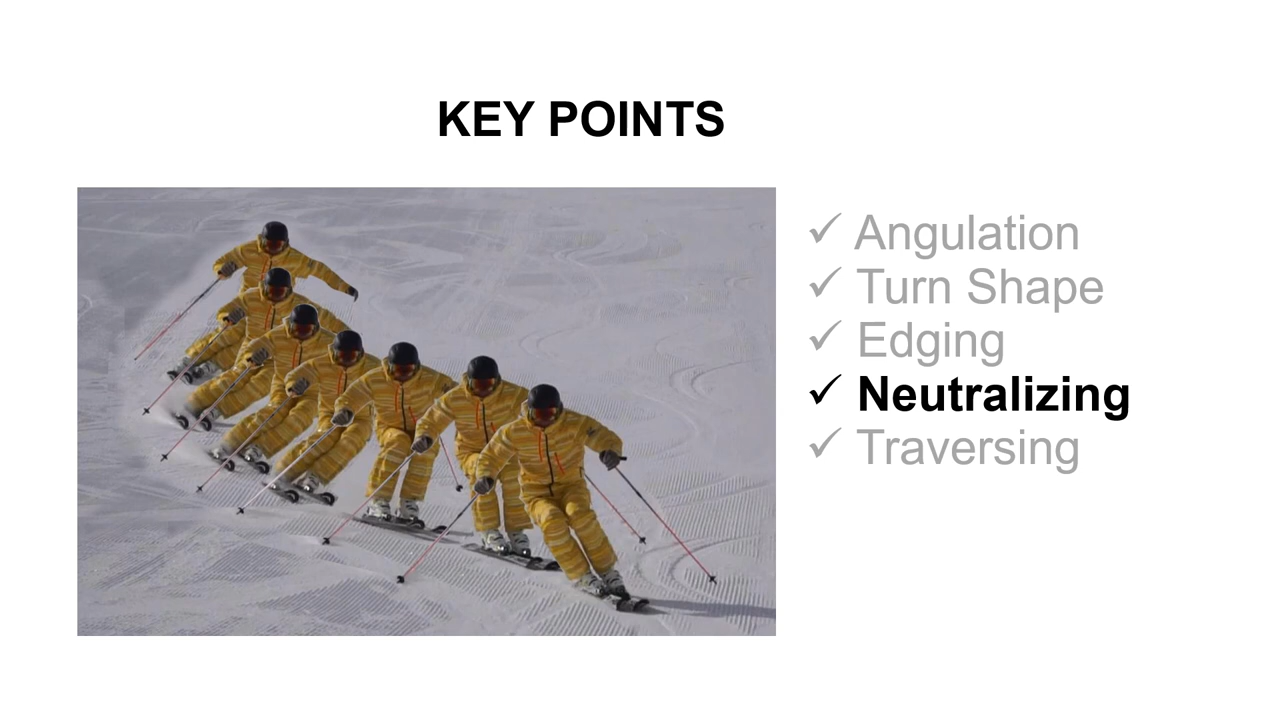 KEY POINTS
✓ Angulation
✓ Turn Shape
✓ Edging
✓ Neutralizing
✓ Traversing